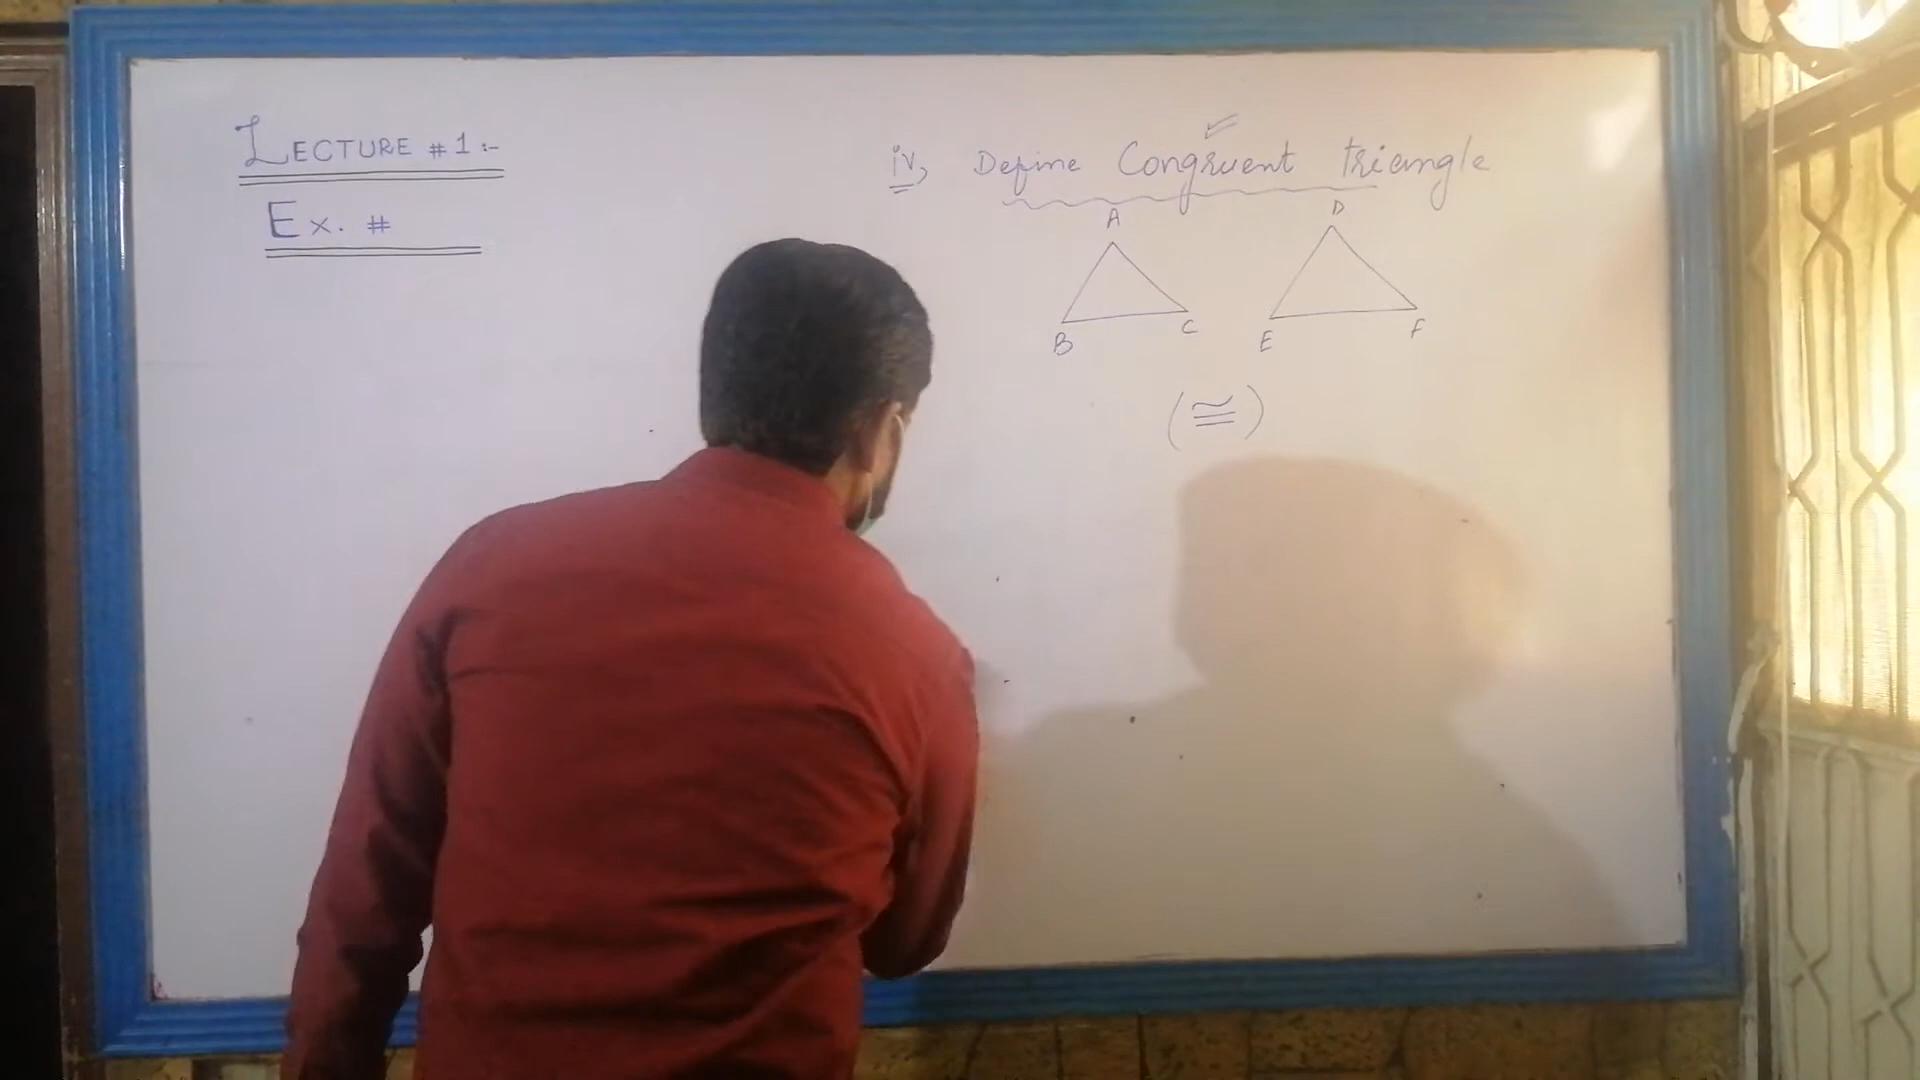 LECTURE # 1 :-
Ex. #
iv, Define Congruent triangle
A
D
B
C
E
F
(≅)